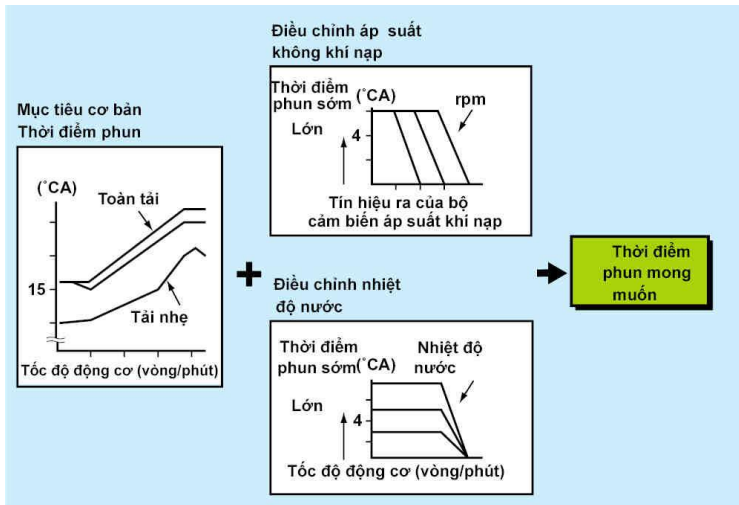 Mục tiêu cơ bản
Thời điểm phun
(°CA)
Toàn tải
15
Tải nhẹ
Tốc độ động cơ (vòng/phút)
+
Điều chỉnh áp suất
không khí nạp
Thời điểm
phun sớm
(°CA)
rpm
Lớn
4
Tín hiệu ra của bộ
cảm biến áp suất khí nạp
Điều chỉnh nhiệt
độ nước
Thời điểm
phun sớm
(°CA)
Nhiệt độ
nước
Lớn
4
Tốc độ động cơ (vòng/phút)
Thời điểm
phun mong
muốn